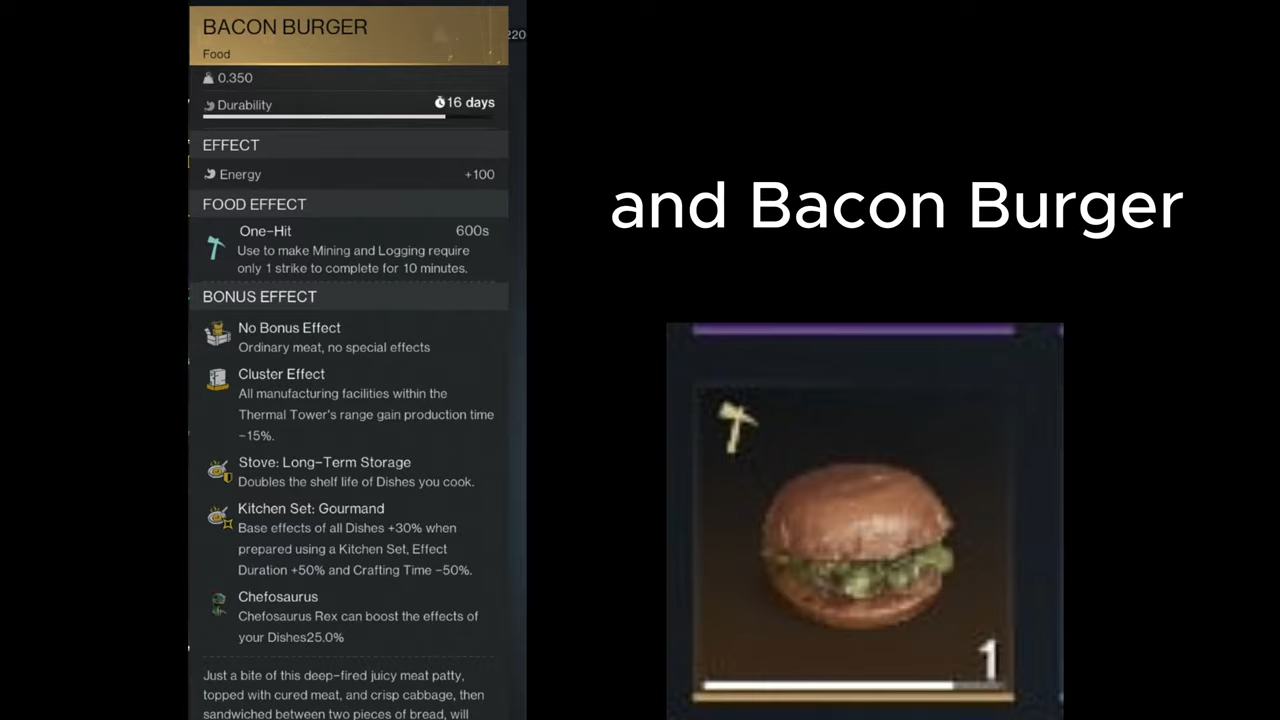 BACON BURGER
Food
220
0.350
Durability
16 days
EFFECT
Energy
+100
FOOD EFFECT
One-Hit
600s
Use to make Mining and Logging require
only 1 strike to complete for 10 minutes.
BONUS EFFECT
No Bonus Effect
Ordinary meat, no special effects
Cluster Effect
All manufacturing facilities within the
Thermal Tower's range gain production time
-15%.
Stove: Long-Term Storage
Doubles the shelf life of Dishes you cook.
Kitchen Set: Gourmand
Base effects of all Dishes +30% when
prepared using a Kitchen Set, Effect
Duration +50% and Crafting Time -50%.
Chefosaurus
Chefosaurus Rex can boost the effects of
your Dishes25.0%
Just a bite of this deep-fired juicy meat patty,
topped with cured meat, and crisp cabbage, then
sandwiched between two pieces of bread, will
and Bacon Burger
1